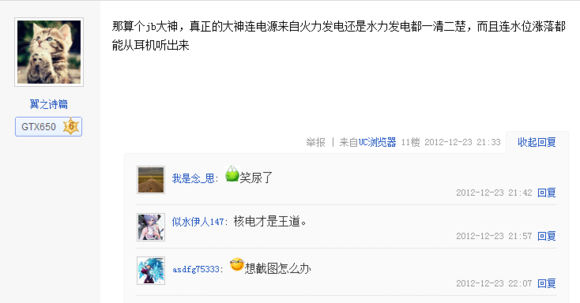 那算个jb大神，真正的大神连电源来自火力发电还是水力发电都一清二楚，而且连水位涨落都
能从耳机听出来
翼之诗篇
GTX650 6
举报 | 来自UC浏览器 11楼 2012-12-23 21:33 收起回复
我是念_思: 笑尿了
2012-12-23 21:42 回复
似水伊人147: 核电才是王道。
2012-12-23 21:57 回复
asdfg75333: 想截图怎么办
2012-12-23 22:07 回复